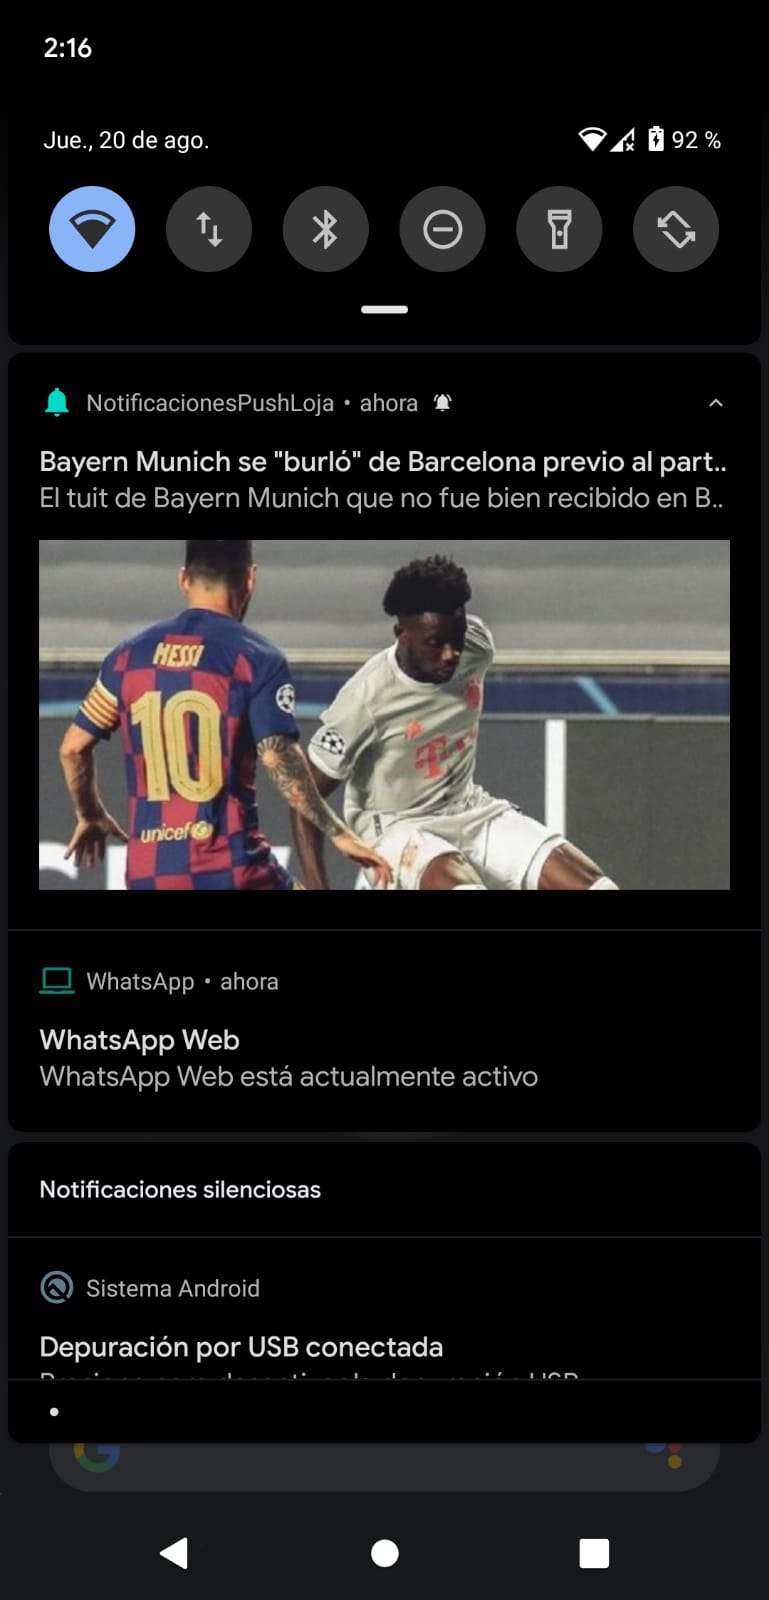 2:16
Jue., 20 de ago.
92 %
NotificacionesPushLoja • ahora
Bayern Munich se "burló" de Barcelona previo al part..
El tuit de Bayern Munich que no fue bien recibido en B..
MESSI
10
unicef
WhatsApp • ahora
WhatsApp Web
WhatsApp Web está actualmente activo
Notificaciones silenciosas
Sistema Android
Depuración por USB conectada